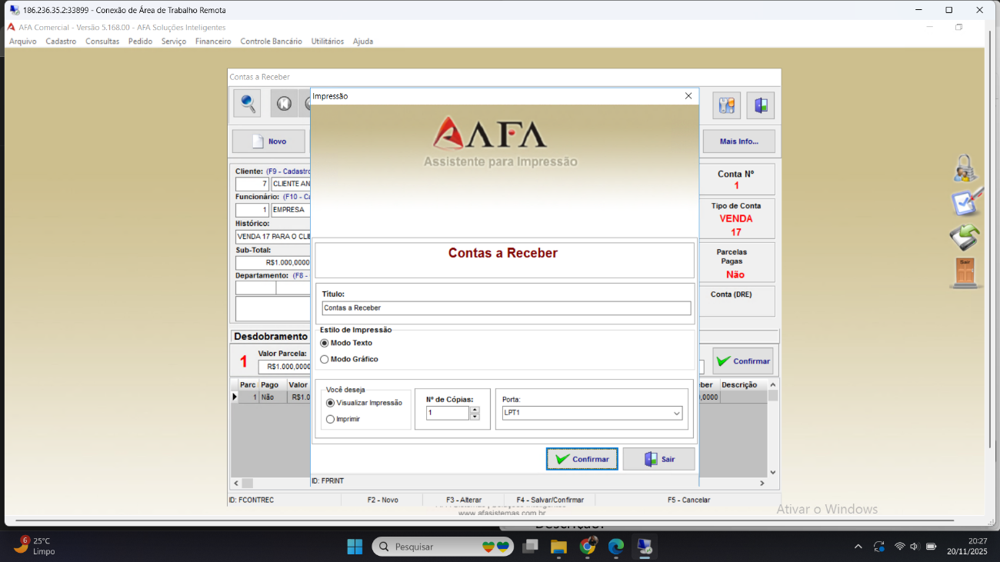 186.236.35.2:33899 - Conexão de Área de Trabalho Remota
AFA Comercial - Versão 5.168.00 - AFA Soluções Inteligentes
Arquivo Cadastro Consultas Pedido Serviço Financeiro Controle Bancário Utilitários Ajuda
Contas a Receber
Impressão
AFA
Assistente para Impressão
Novo
Mais Info...
Cliente: (F9 - Cadastro
7 CLIENTE AN
Funcionário: (F10 - Ca
1 EMPRESA
Histórico:
VENDA 17 PARA O CLIE
Sub-Total:
R$1.000,0000
Departamento: (F8 -
Conta Nº
1
Tipo de Conta
VENDA
17
Parcelas
Pagas
Não
Conta (DRE)
Contas a Receber
Título:
Contas a Receber
Estilo de Impressão
Modo Texto
Modo Gráfico
Desdobramento
1 Valor Parcela:
R$1.000,0000
Confirmar
Parc Pago Valor
ber Descrição
1 Não R$1.0
,0000
Você deseja
Visualizar Impressão
Imprimir
Nº de Cópias:
1
Porta:
LPT1
Confirmar Sair
ID: FPRINT
ID: FCONTREC F2 - Novo F3 - Alterar F4 - Salvar/Confirmar F5 - Cancelar
www.afasistemas.com.br
Sair
Ativar o Windows
Descrição:
6
25°C
Limpo
Pesquisar
20:27
20/11/2025